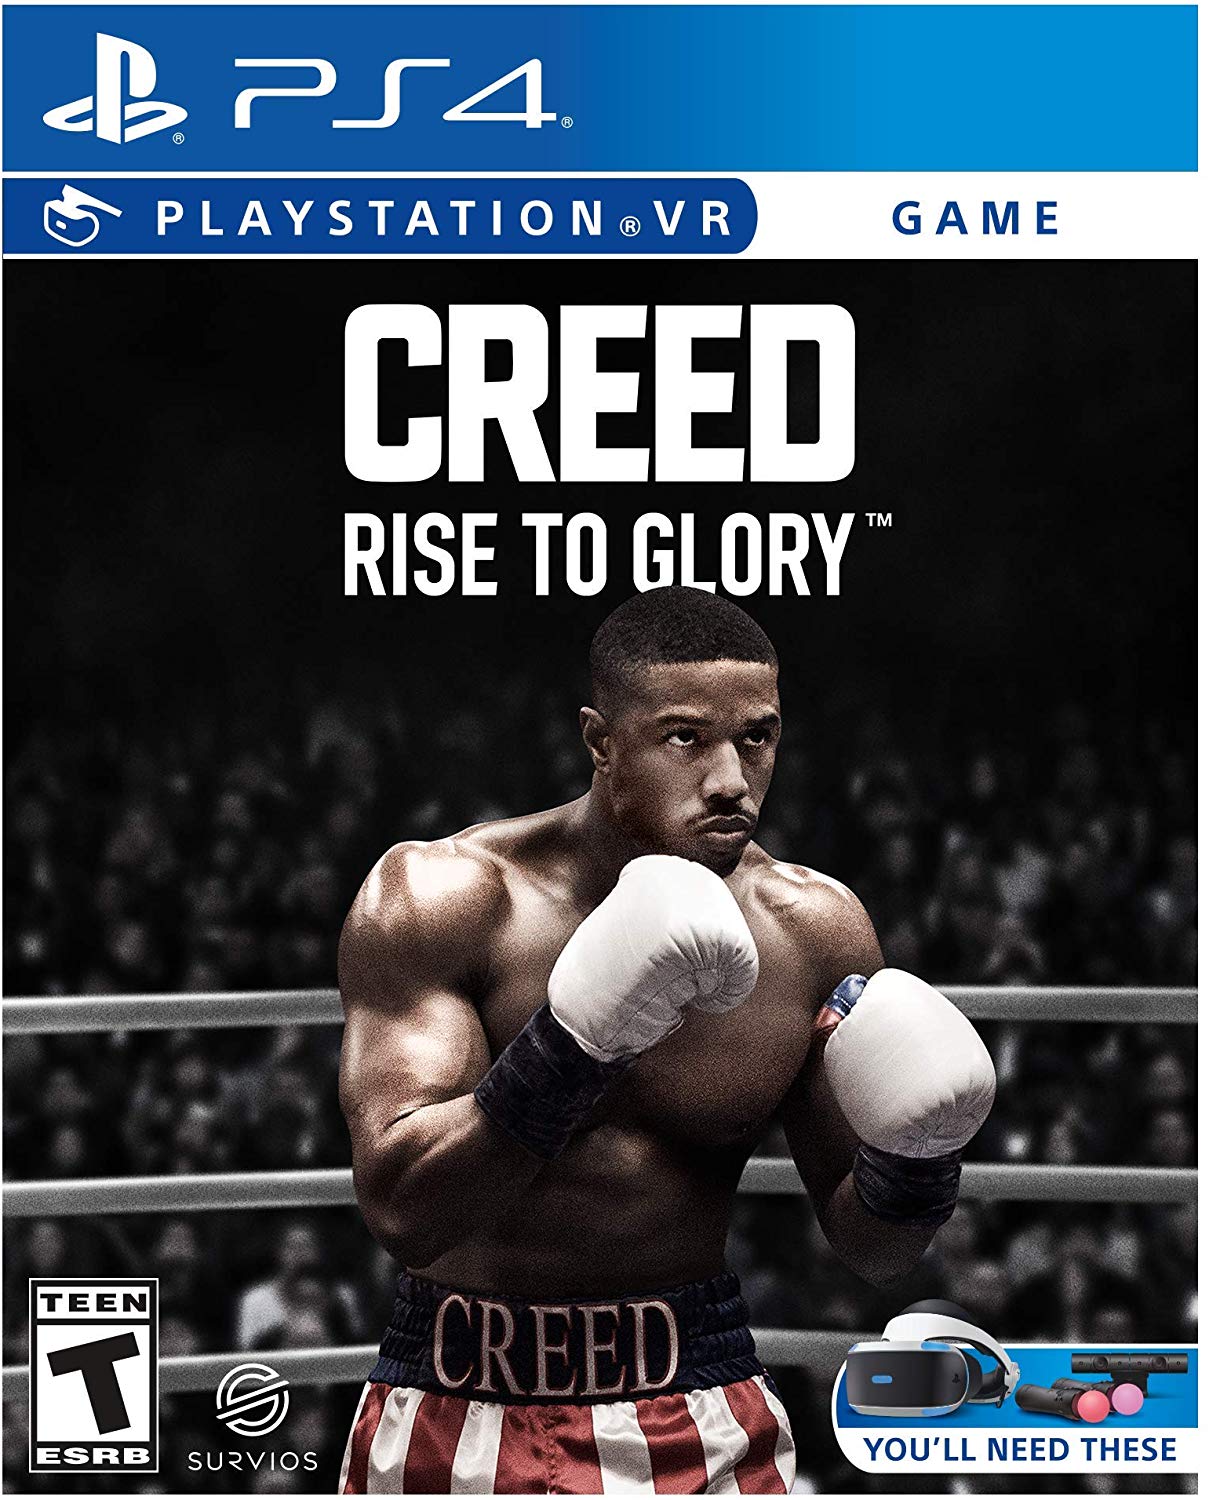 PS4®
PLAYSTATION®VR
GAME
CREED
RISE TO GLORY™
CREED
TEEN
T
ESRB
SURVIOS
YOU'LL NEED THESE